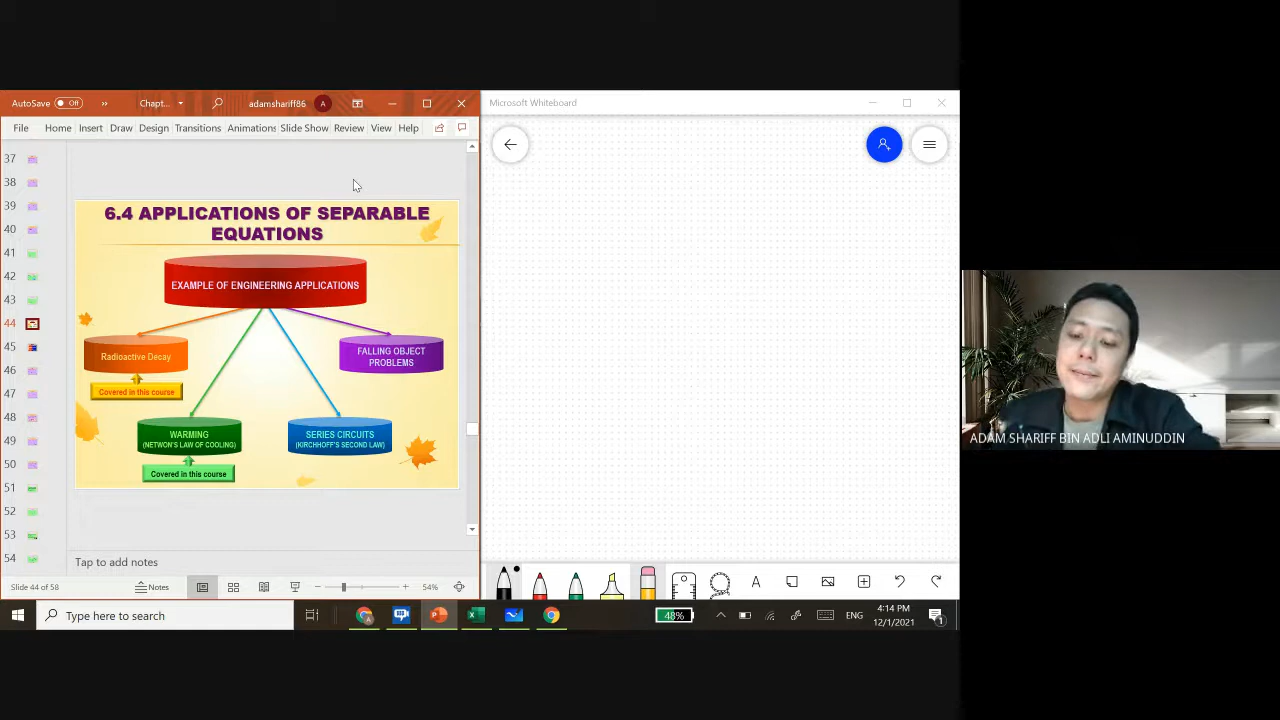 AutoSave Off
Chapt...
adamshariff86
A
File Home Insert Draw Design Transitions Animations Slide Show Review View Help
37
38
39
40
41
42
43
44
45
46
47
48
49
50
51
52
53
54
6.4 APPLICATIONS OF SEPARABLE
EQUATIONS
EXAMPLE OF ENGINEERING APPLICATIONS
Radioactive Decay
Covered in this course
FALLING OBJECT
PROBLEMS
WARMING
(NETWON'S LAW OF COOLING)
Covered in this course
SERIES CIRCUITS
(KIRCHHOFF'S SECOND LAW)
Tap to add notes
Slide 44 of 58
Notes
54%
Microsoft Whiteboard
A
ADAM SHARIFF BIN ADLI AMINUDDIN
Type here to search
48%
ENG
4:14 PM
12/1/2021
1